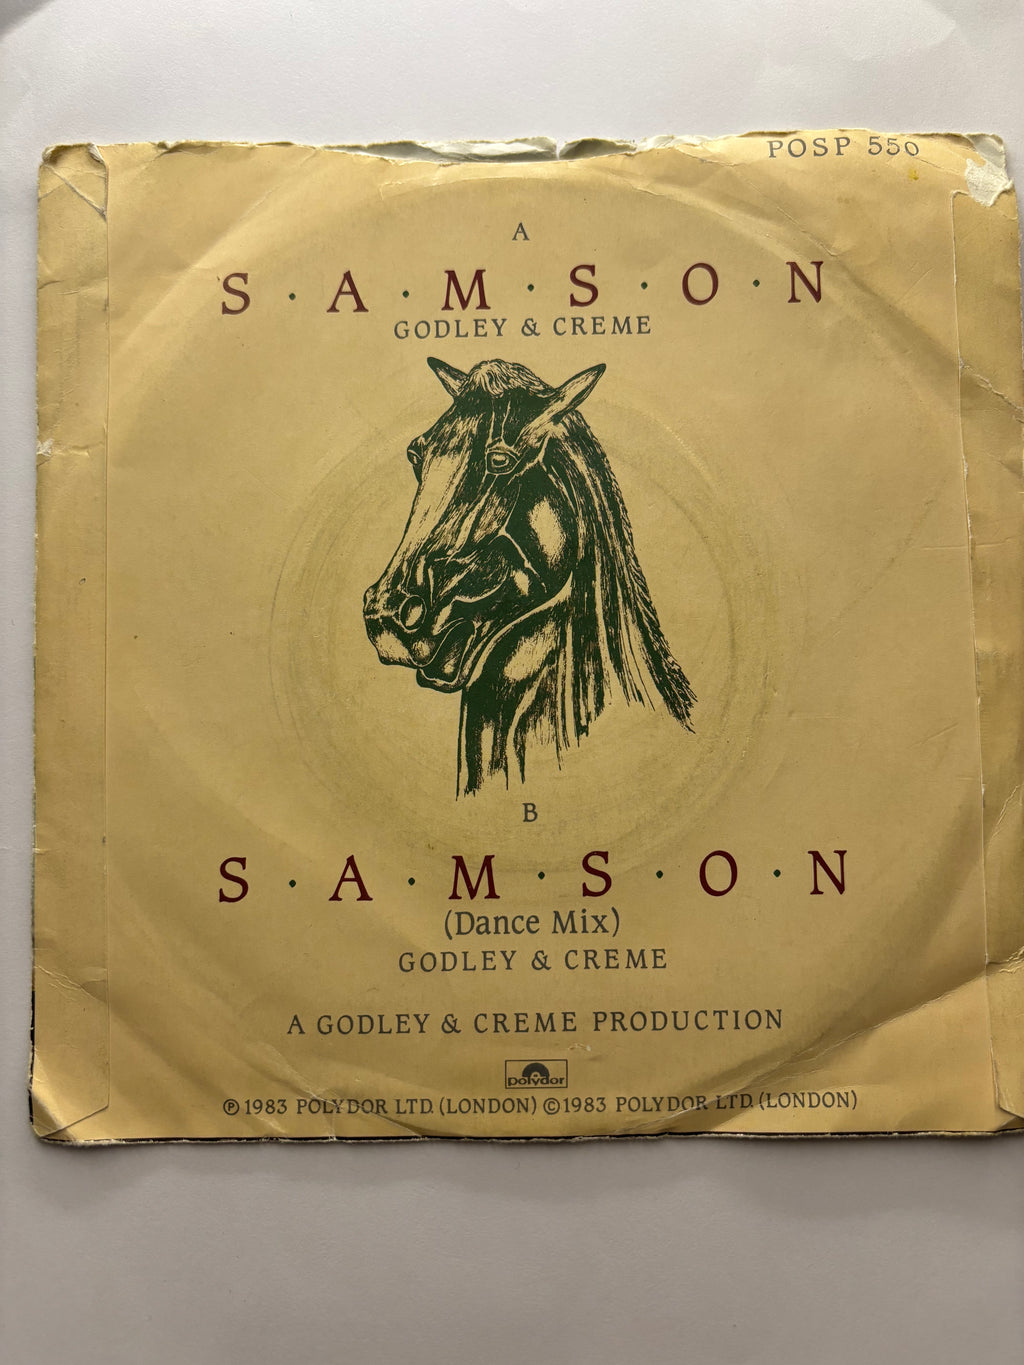 POSP 550
A
S·A·M·S·O·N
GODLEY & CREME
B
S·A·M·S·O·N
(Dance Mix)
GODLEY & CREME
A GODLEY & CREME PRODUCTION
polydor
℗ 1983 POLYDOR LTD. (LONDON) © 1983 POLYDOR LTD. (LONDON)